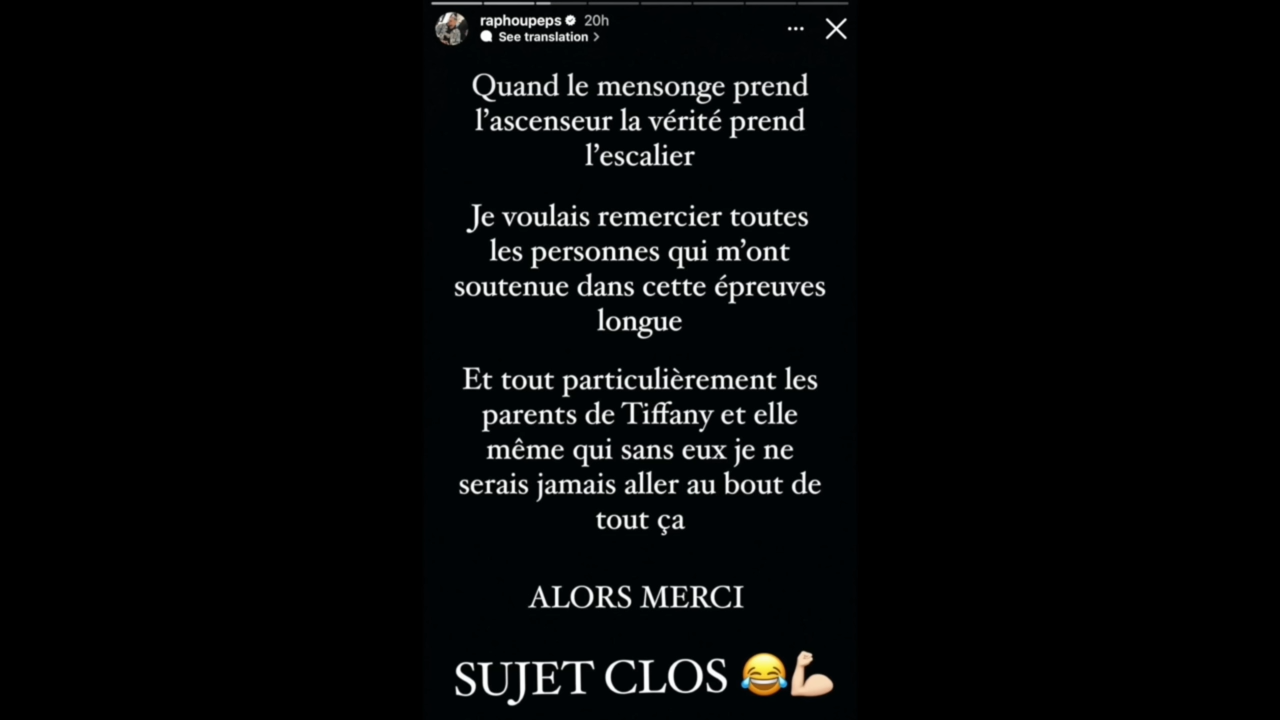 raphoupeps 20h
See translation >
Quand le mensonge prend
l’ascenseur la vérité prend
l’escalier
Je voulais remercier toutes
les personnes qui m’ont
soutenue dans cette épreuves
longue
Et tout particulièrement les
parents de Tiffany et elle
même qui sans eux je ne
serais jamais aller au bout de
tout ça
ALORS MERCI
SUJET CLOS 😂💪🏻